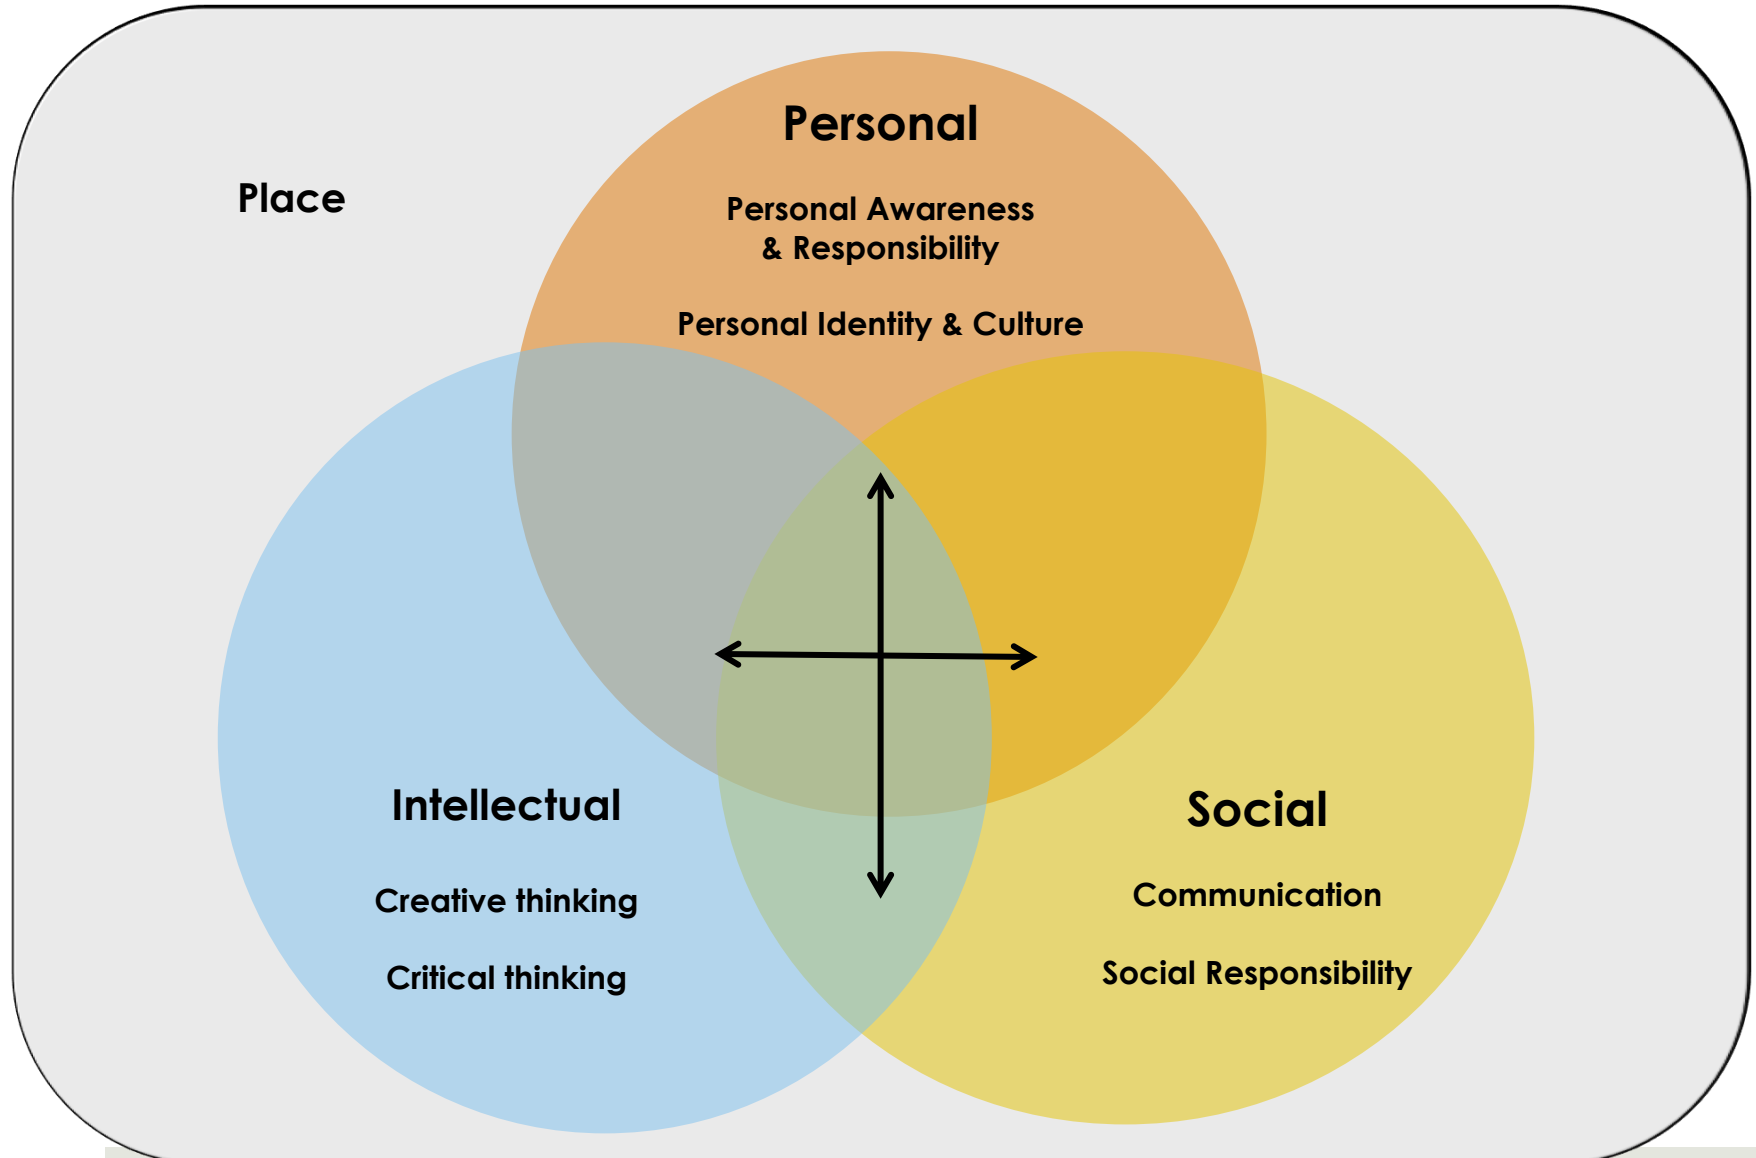 Personal
Place
Personal Awareness
& Responsibility
Personal Identity & Culture
Intellectual
Creative thinking
Critical thinking
Social
Communication
Social Responsibility